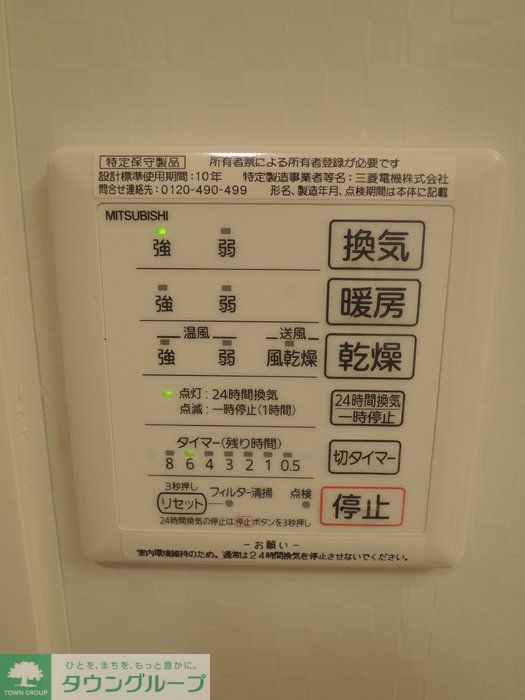 特定保守製品 所有者票による所有者登録が必要です
設計標準使用期間:10年 特定製造事業者等名:三菱電機株式会社
問合せ連絡先:0120-490-499 形名、製造年月、点検期間は本体に記載
MITSUBISHI
強 弱 換気
強 弱 暖房
温風 送風
強 弱 風乾燥 乾燥
点灯:24時間換気
点滅:一時停止(1時間)
24時間換気
一時停止
タイマー(残り時間)
8 6 4 3 2 1 0.5
切タイマー
3秒押し
リセット フィルター清掃 点検
停止
24時間換気の停止は停止ボタンを3秒押し
-お願い-
室内環境維持のため、通常は24時間換気を停止させないでください。
ひとを、まちを、もっと豊かに。
タウングループ
TOWN GROUP